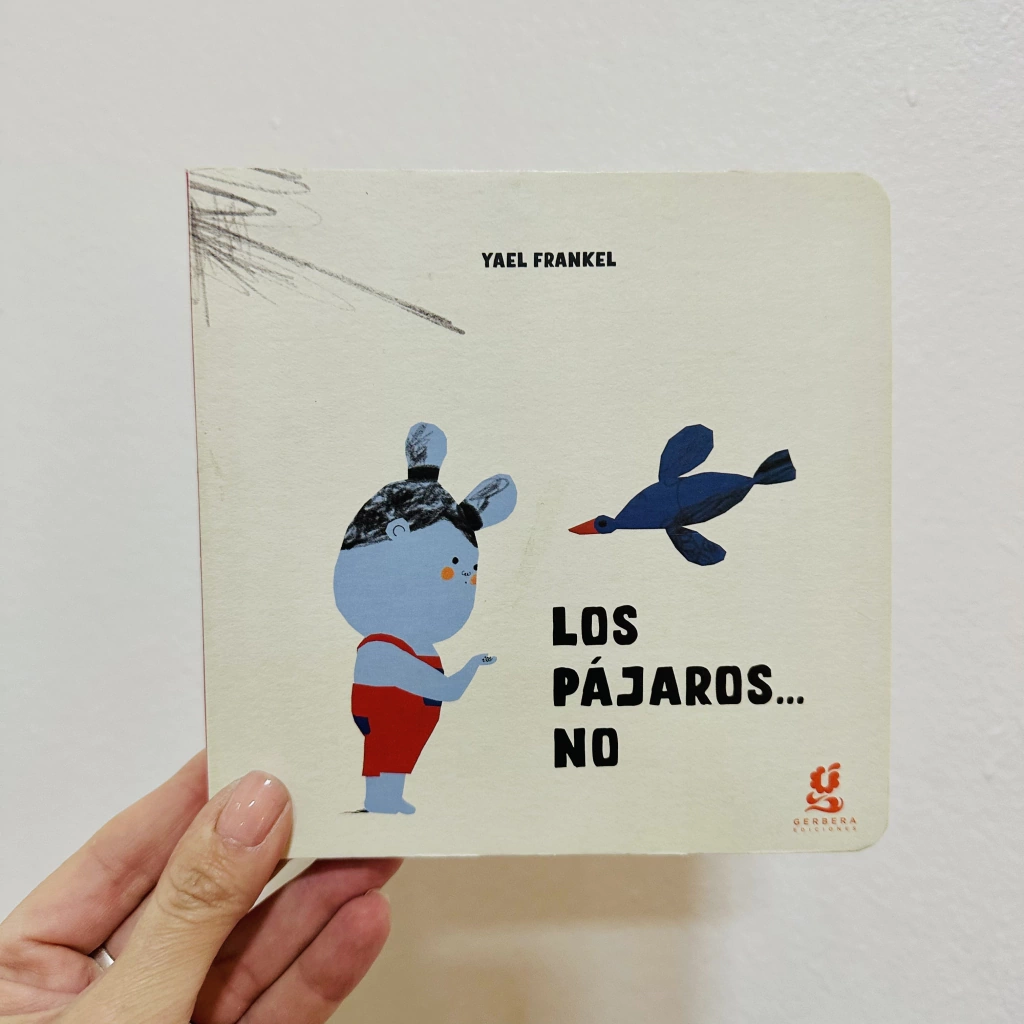 YAEL FRANKEL
LOS
PÁJAROS...
NO
GERBERA
EDICIONES